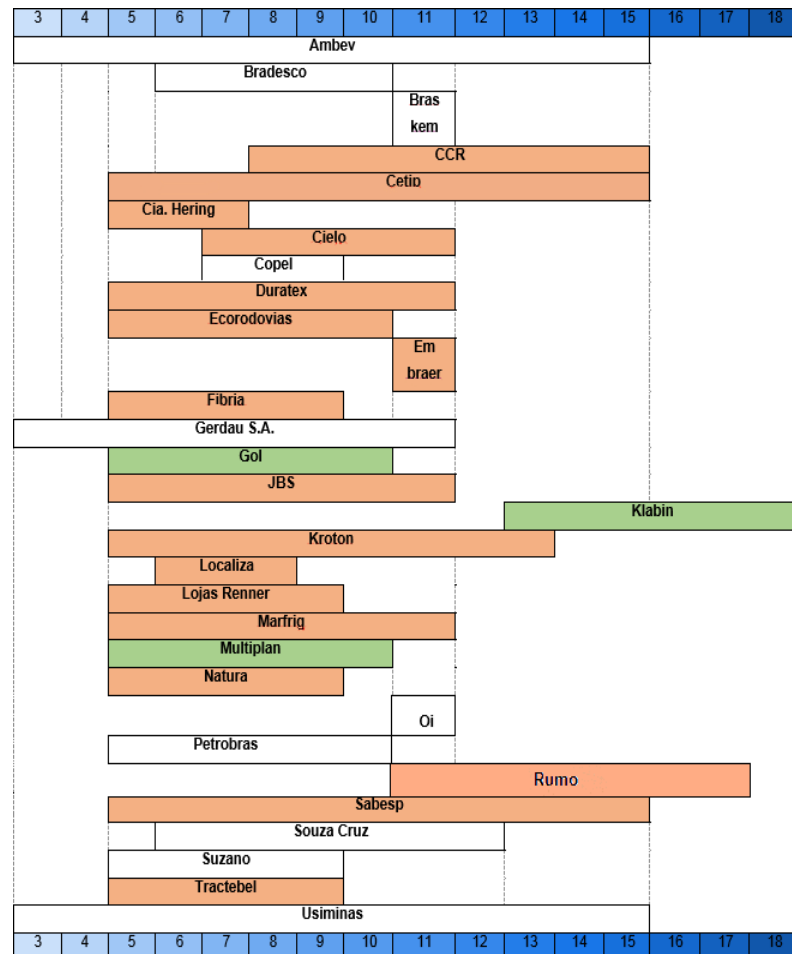 3 4 5 6 7 8 9 10 11 12 13 14 15 16 17 18
Ambev
Bradesco
Bras
kem
CCR
Cetip
Cia. Hering
Cielo
Copel
Duratex
Ecorodovias
Em
braer
Fibria
Gerdau S.A.
Gol
JBS
Klabin
Kroton
Localiza
Lojas Renner
Marfrig
Multiplan
Natura
Oi
Petrobras
Rumo
Sabesp
Souza Cruz
Suzano
Tractebel
Usiminas
3 4 5 6 7 8 9 10 11 12 13 14 15 16 17 18